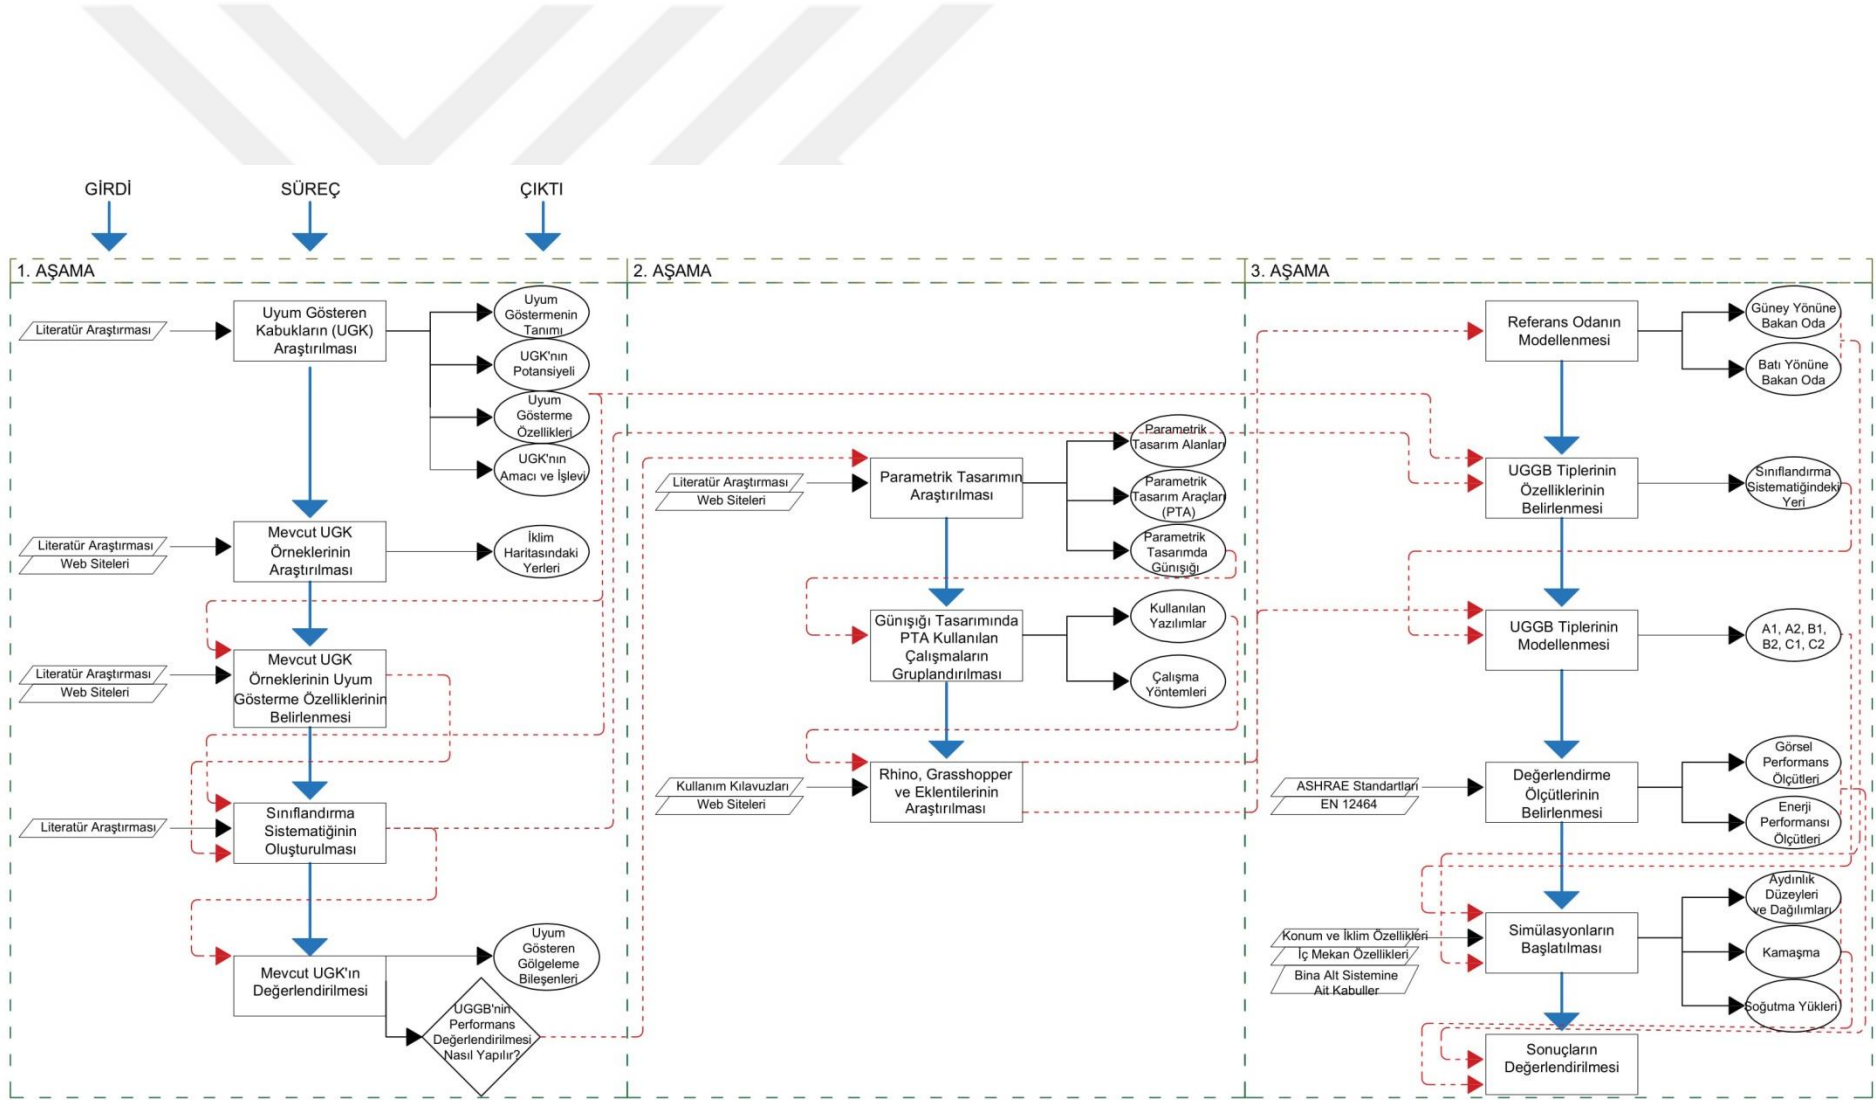 GİRDİ
SÜREÇ
ÇIKTI
1. AŞAMA
Literatür Araştırması
Uyum Gösteren
Kabukların (UGK)
Araştırılması
Uyum
Göstermenin
Tanımı
UGK'nın
Potansiyeli
Uyum
Gösterme
Özellikleri
UGK'nın
Amacı ve İşlevi
Literatür Araştırması
Web Siteleri
Mevcut UGK
Örneklerinin
Araştırılması
İklim
Haritasındaki
Yerleri
Literatür Araştırması
Web Siteleri
Mevcut UGK
Örneklerinin Uyum
Gösterme Özelliklerinin
Belirlenmesi
Literatür Araştırması
Sınıflandırma
Sistematiğinin
Oluşturulması
Mevcut UGK'ın
Değerlendirilmesi
Uyum
Gösteren
Gölgeleme
Bileşenleri
UGGB'nin
Performans
Değerlendirilmesi
Nasıl Yapılır?
2. AŞAMA
Literatür Araştırması
Web Siteleri
Parametrik Tasarımın
Araştırılması
Parametrik
Tasarım Alanları
Parametrik
Tasarım Araçları
(PTA)
Parametrik
Tasarımda
Günışığı
Günışığı Tasarımında
PTA Kullanılan
Çalışmaların
Gruplandırılması
Kullanılan
Yazılımlar
Çalışma
Yöntemleri
Kullanım Kılavuzları
Web Siteleri
Rhino, Grasshopper
ve Eklentilerinin
Araştırılması
3. AŞAMA
Referans Odanın
Modellenmesi
Güney Yönüne
Bakan Oda
Batı Yönüne
Bakan Oda
UGGB Tiplerinin
Özelliklerinin
Belirlenmesi
Sınıflandırma
Sistematiğindeki
Yeri
UGGB Tiplerinin
Modellenmesi
A1, A2, B1,
B2, C1, C2
ASHRAE Standartları
EN 12464
Değerlendirme
Ölçütlerinin
Belirlenmesi
Görsel
Performans
Ölçütleri
Enerji
Performansı
Ölçütleri
Konum ve İklim Özellikleri
İç Mekan Özellikleri
Bina Alt Sistemine
Ait Kabuller
Simülasyonların
Başlatılması
Aydınlık
Düzeyleri
ve Dağılımları
Kamaşma
Soğutma Yükleri
Sonuçların
Değerlendirilmesi